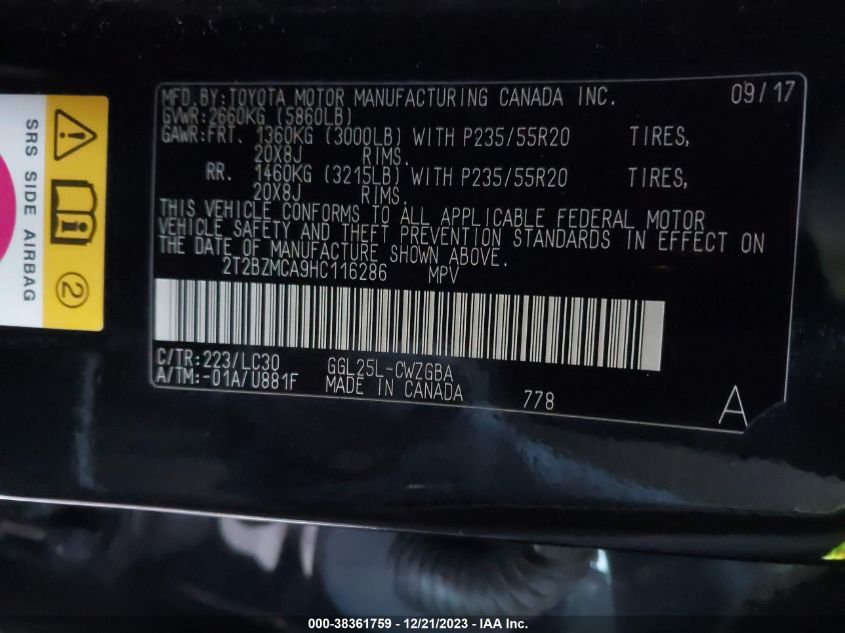 MFD.BY:TOYOTA MOTOR MANUFACTURING CANADA INC. 09/17
GVWR:2660KG (5860LB)
GAWR:FRT. 1360KG (3000LB) WITH P235/55R20 TIRES,
20X8J RIMS.
RR. 1460KG (3215LB) WITH P235/55R20 TIRES,
20X8J RIMS.
THIS VEHICLE CONFORMS TO ALL APPLICABLE FEDERAL MOTOR
VEHICLE SAFETY AND THEFT PREVENTION STANDARDS IN EFFECT ON
THE DATE OF MANUFACTURE SHOWN ABOVE.
2T2BZMCA9HC116286 MPV
C/TR:223/LC30 GGL25L-CWZGBA
A/TM:-01A/U881F MADE IN CANADA 778
A
SRS SIDE AIRBAG
2
000-38361759 - 12/21/2023 - IAA Inc.